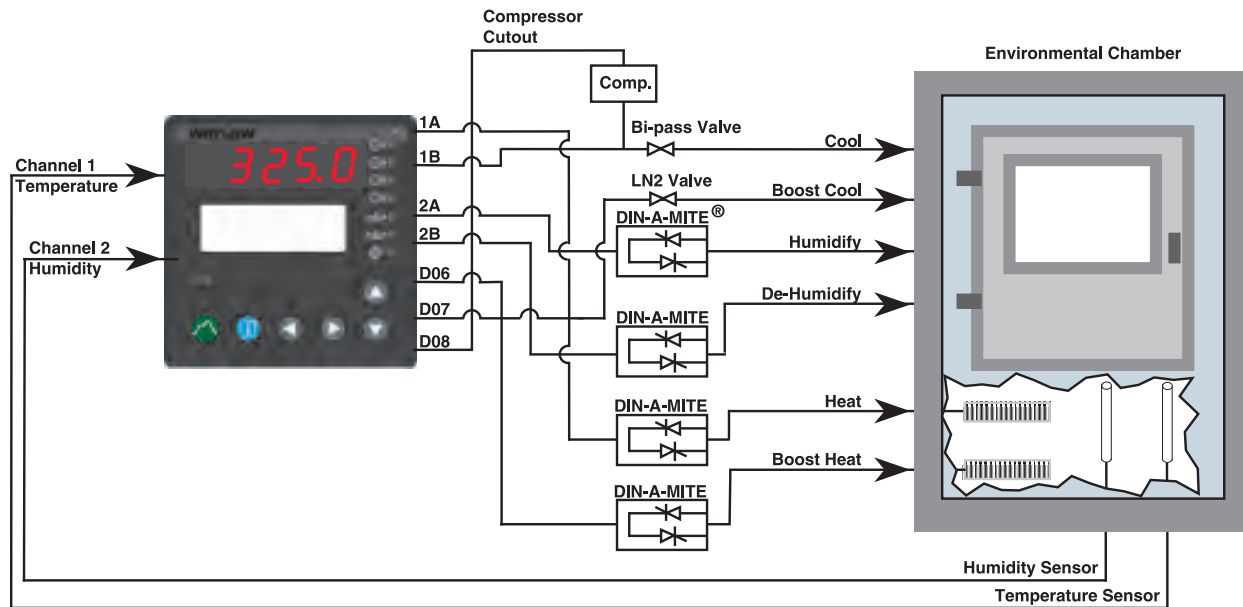 Compressor
Cutout
Environmental Chamber
Comp.
WATLOW
1A
Bi-pass Valve
Cool
325.0
1B
Channel 1
Temperature
LN2 Valve
Boost Cool
2A
DIN-A-MITE®
2B
Humidify
Channel 2
Humidity
D06
De-Humidify
D07
DIN-A-MITE
D08
DIN-A-MITE
Heat
Boost Heat
DIN-A-MITE
Humidity Sensor
Temperature Sensor